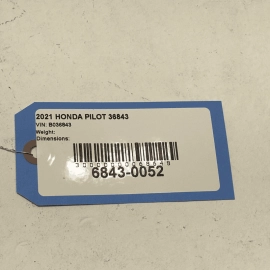 2021 HONDA PILOT 36843
VIN: B036843
Weight:
Dimensions:
6843-0052